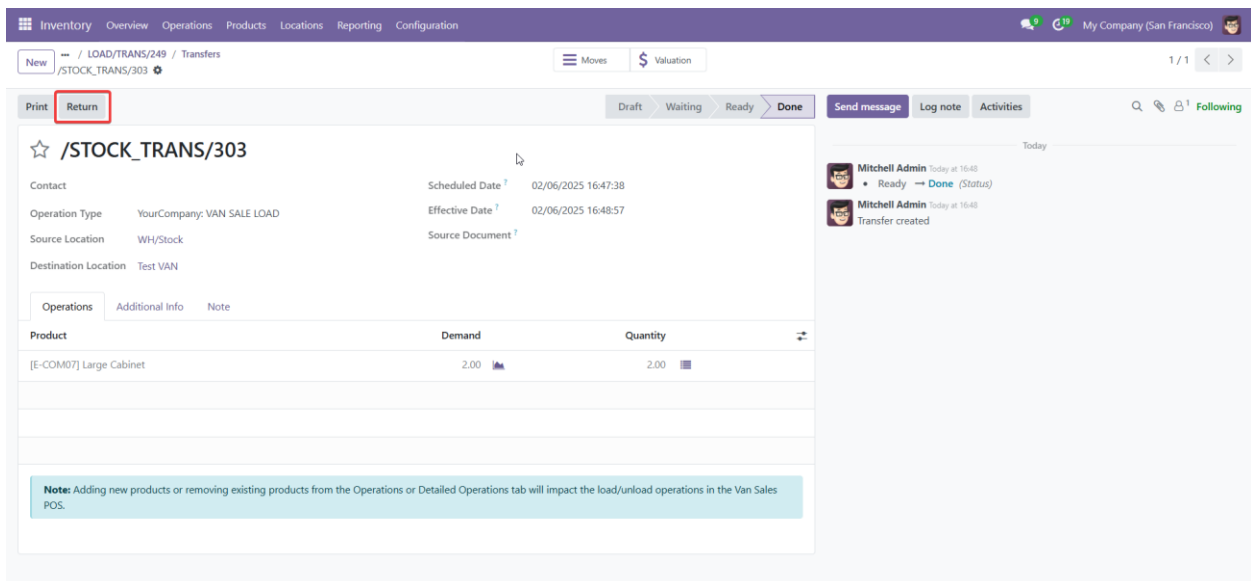 Inventory Overview Operations Products Locations Reporting Configuration 9 19 My Company (San Francisco)
New ... / LOAD/TRANS/249 / Transfers
/STOCK_TRANS/303
Moves $ Valuation 1 / 1
Print Return Draft Waiting Ready Done Send message Log note Activities 1 Following
/STOCK_TRANS/303
Today
Contact
Scheduled Date ? 02/06/2025 16:47:38
Mitchell Admin Today at 16:48
• Ready → Done (Status)
Operation Type YourCompany: VAN SALE LOAD
Effective Date ? 02/06/2025 16:48:57
Mitchell Admin Today at 16:48
Transfer created
Source Location WH/Stock
Source Document ?
Destination Location Test VAN
Operations Additional Info Note
Product Demand Quantity
[E-COM07] Large Cabinet 2.00 2.00
Note: Adding new products or removing existing products from the Operations or Detailed Operations tab will impact the load/unload operations in the Van Sales
POS.